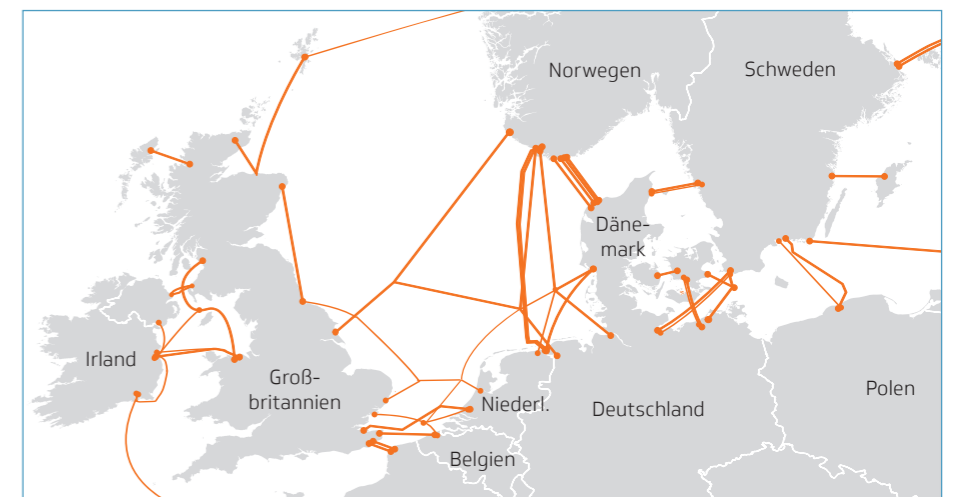 Norwegen
Schweden
Däne-
mark
Irland
Groß-
britannien
Niederl.
Deutschland
Polen
Belgien